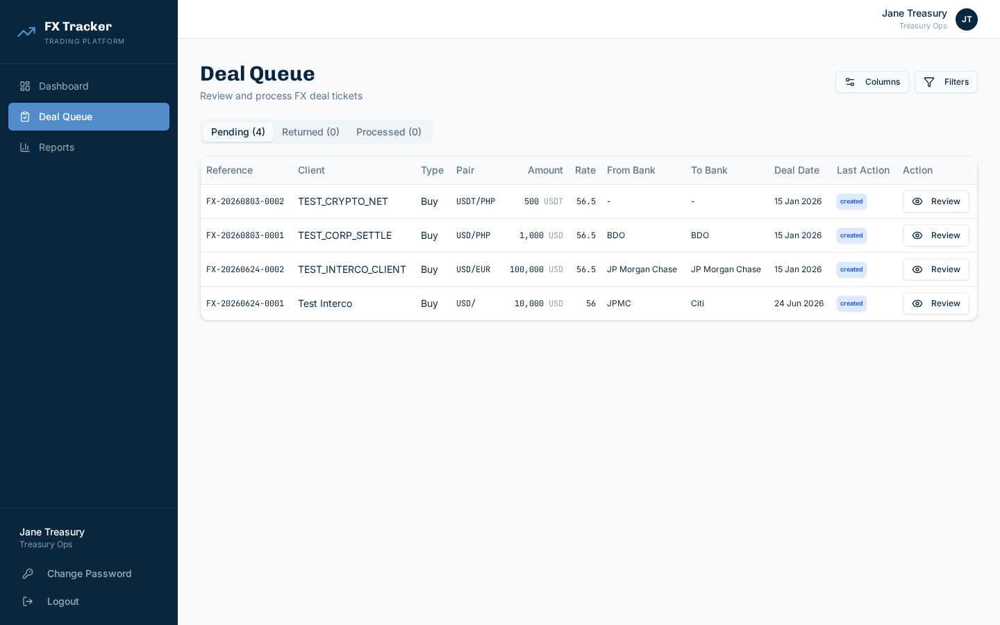 FX Tracker
TRADING PLATFORM
Dashboard
Deal Queue
Reports
Jane Treasury
Treasury Ops
Change Password
Logout
Jane Treasury
Treasury Ops
JT
Deal Queue
Review and process FX deal tickets
Columns
Filters
Pending (4) Returned (0) Processed (0)
Reference Client Type Pair Amount Rate From Bank To Bank Deal Date Last Action Action
FX-20260803-0002 TEST_CRYPTO_NET Buy USDT/PHP 500 USDT 56.5 - - 15 Jan 2026 created Review
FX-20260803-0001 TEST_CORP_SETTLE Buy USD/PHP 1,000 USD 56.5 BDO BDO 15 Jan 2026 created Review
FX-20260624-0002 TEST_INTERCO_CLIENT Buy USD/EUR 100,000 USD 56.5 JP Morgan Chase JP Morgan Chase 15 Jan 2026 created Review
FX-20260624-0001 Test Interco Buy USD/ 10,000 USD 56 JPMC Citi 24 Jun 2026 created Review